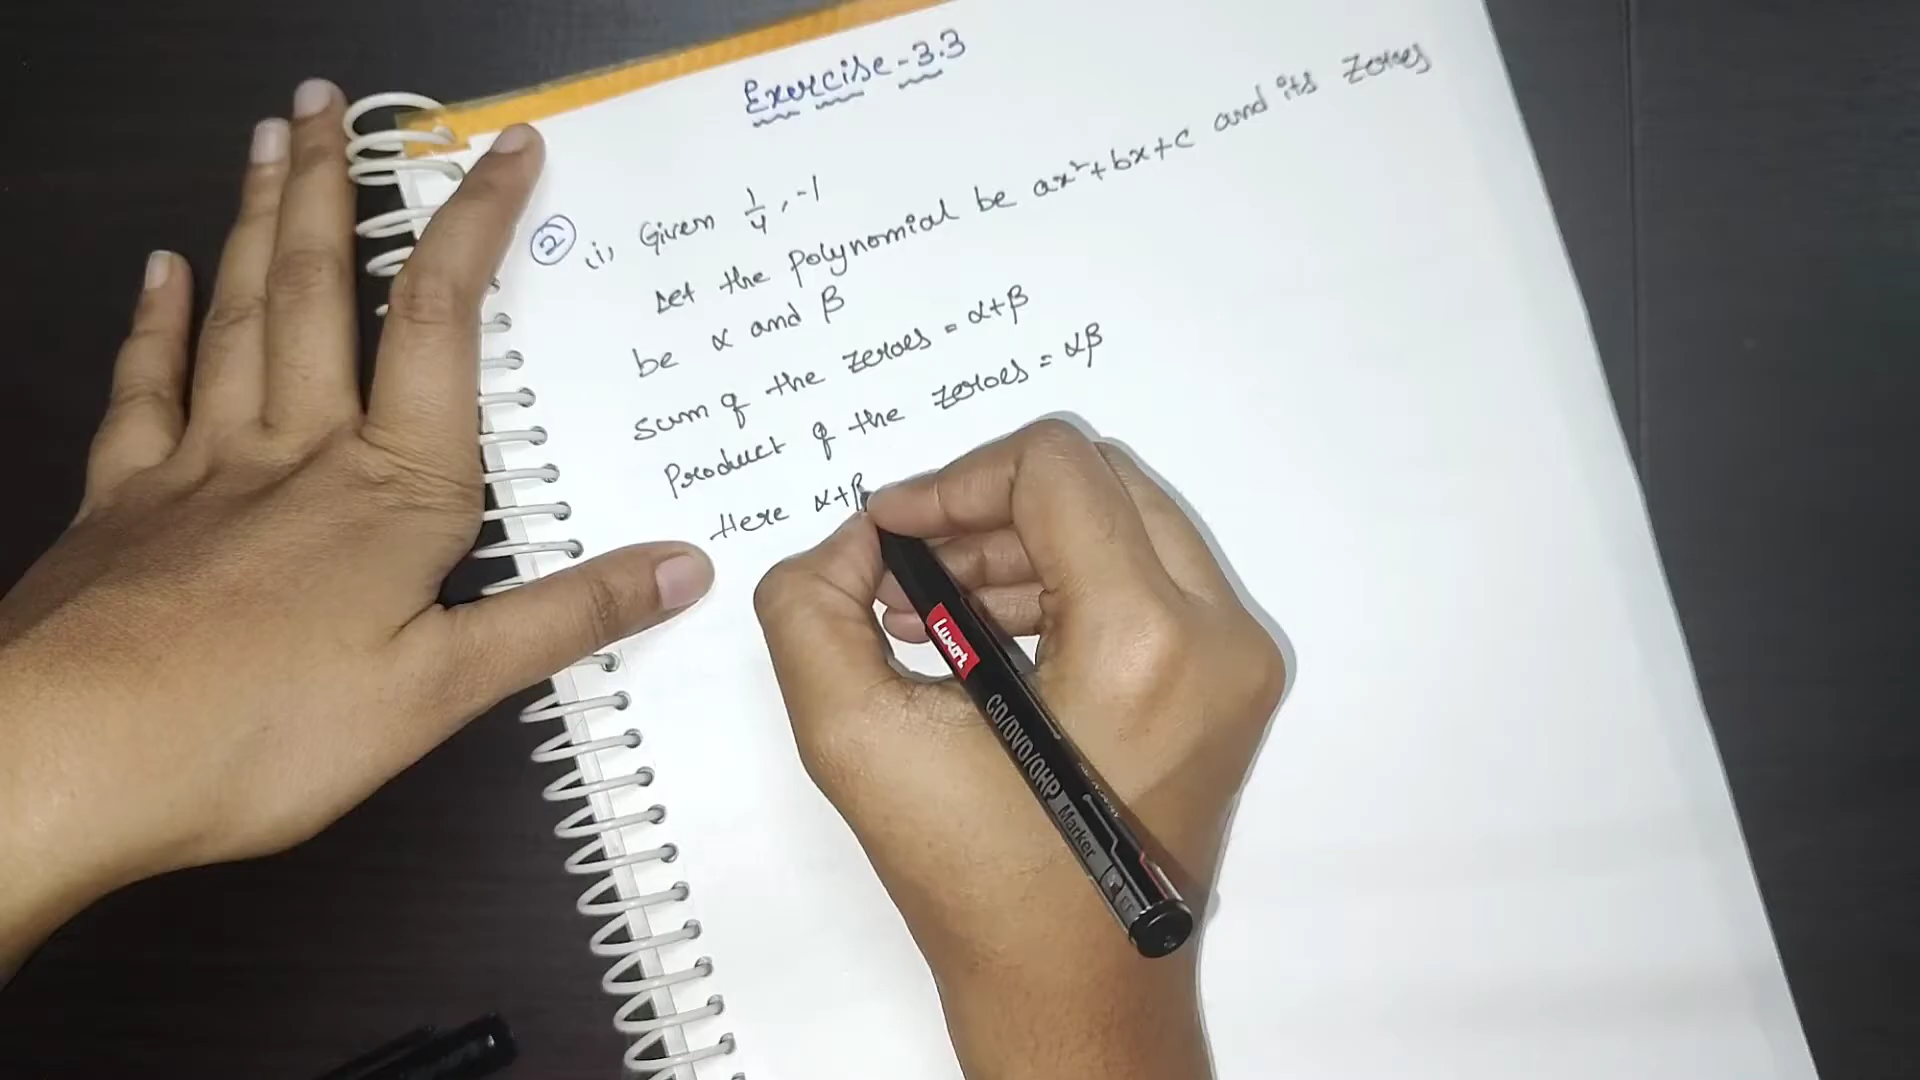 Exercise-3.3
② (i) Given 1/4, -1
Let the polynomial be ax²+bx+c and its zeroes
be α and β
sum of the zeroes = α+β
Product of the zeroes = αβ
Here α+β
Luxor
CD/DVD/OHP Marker